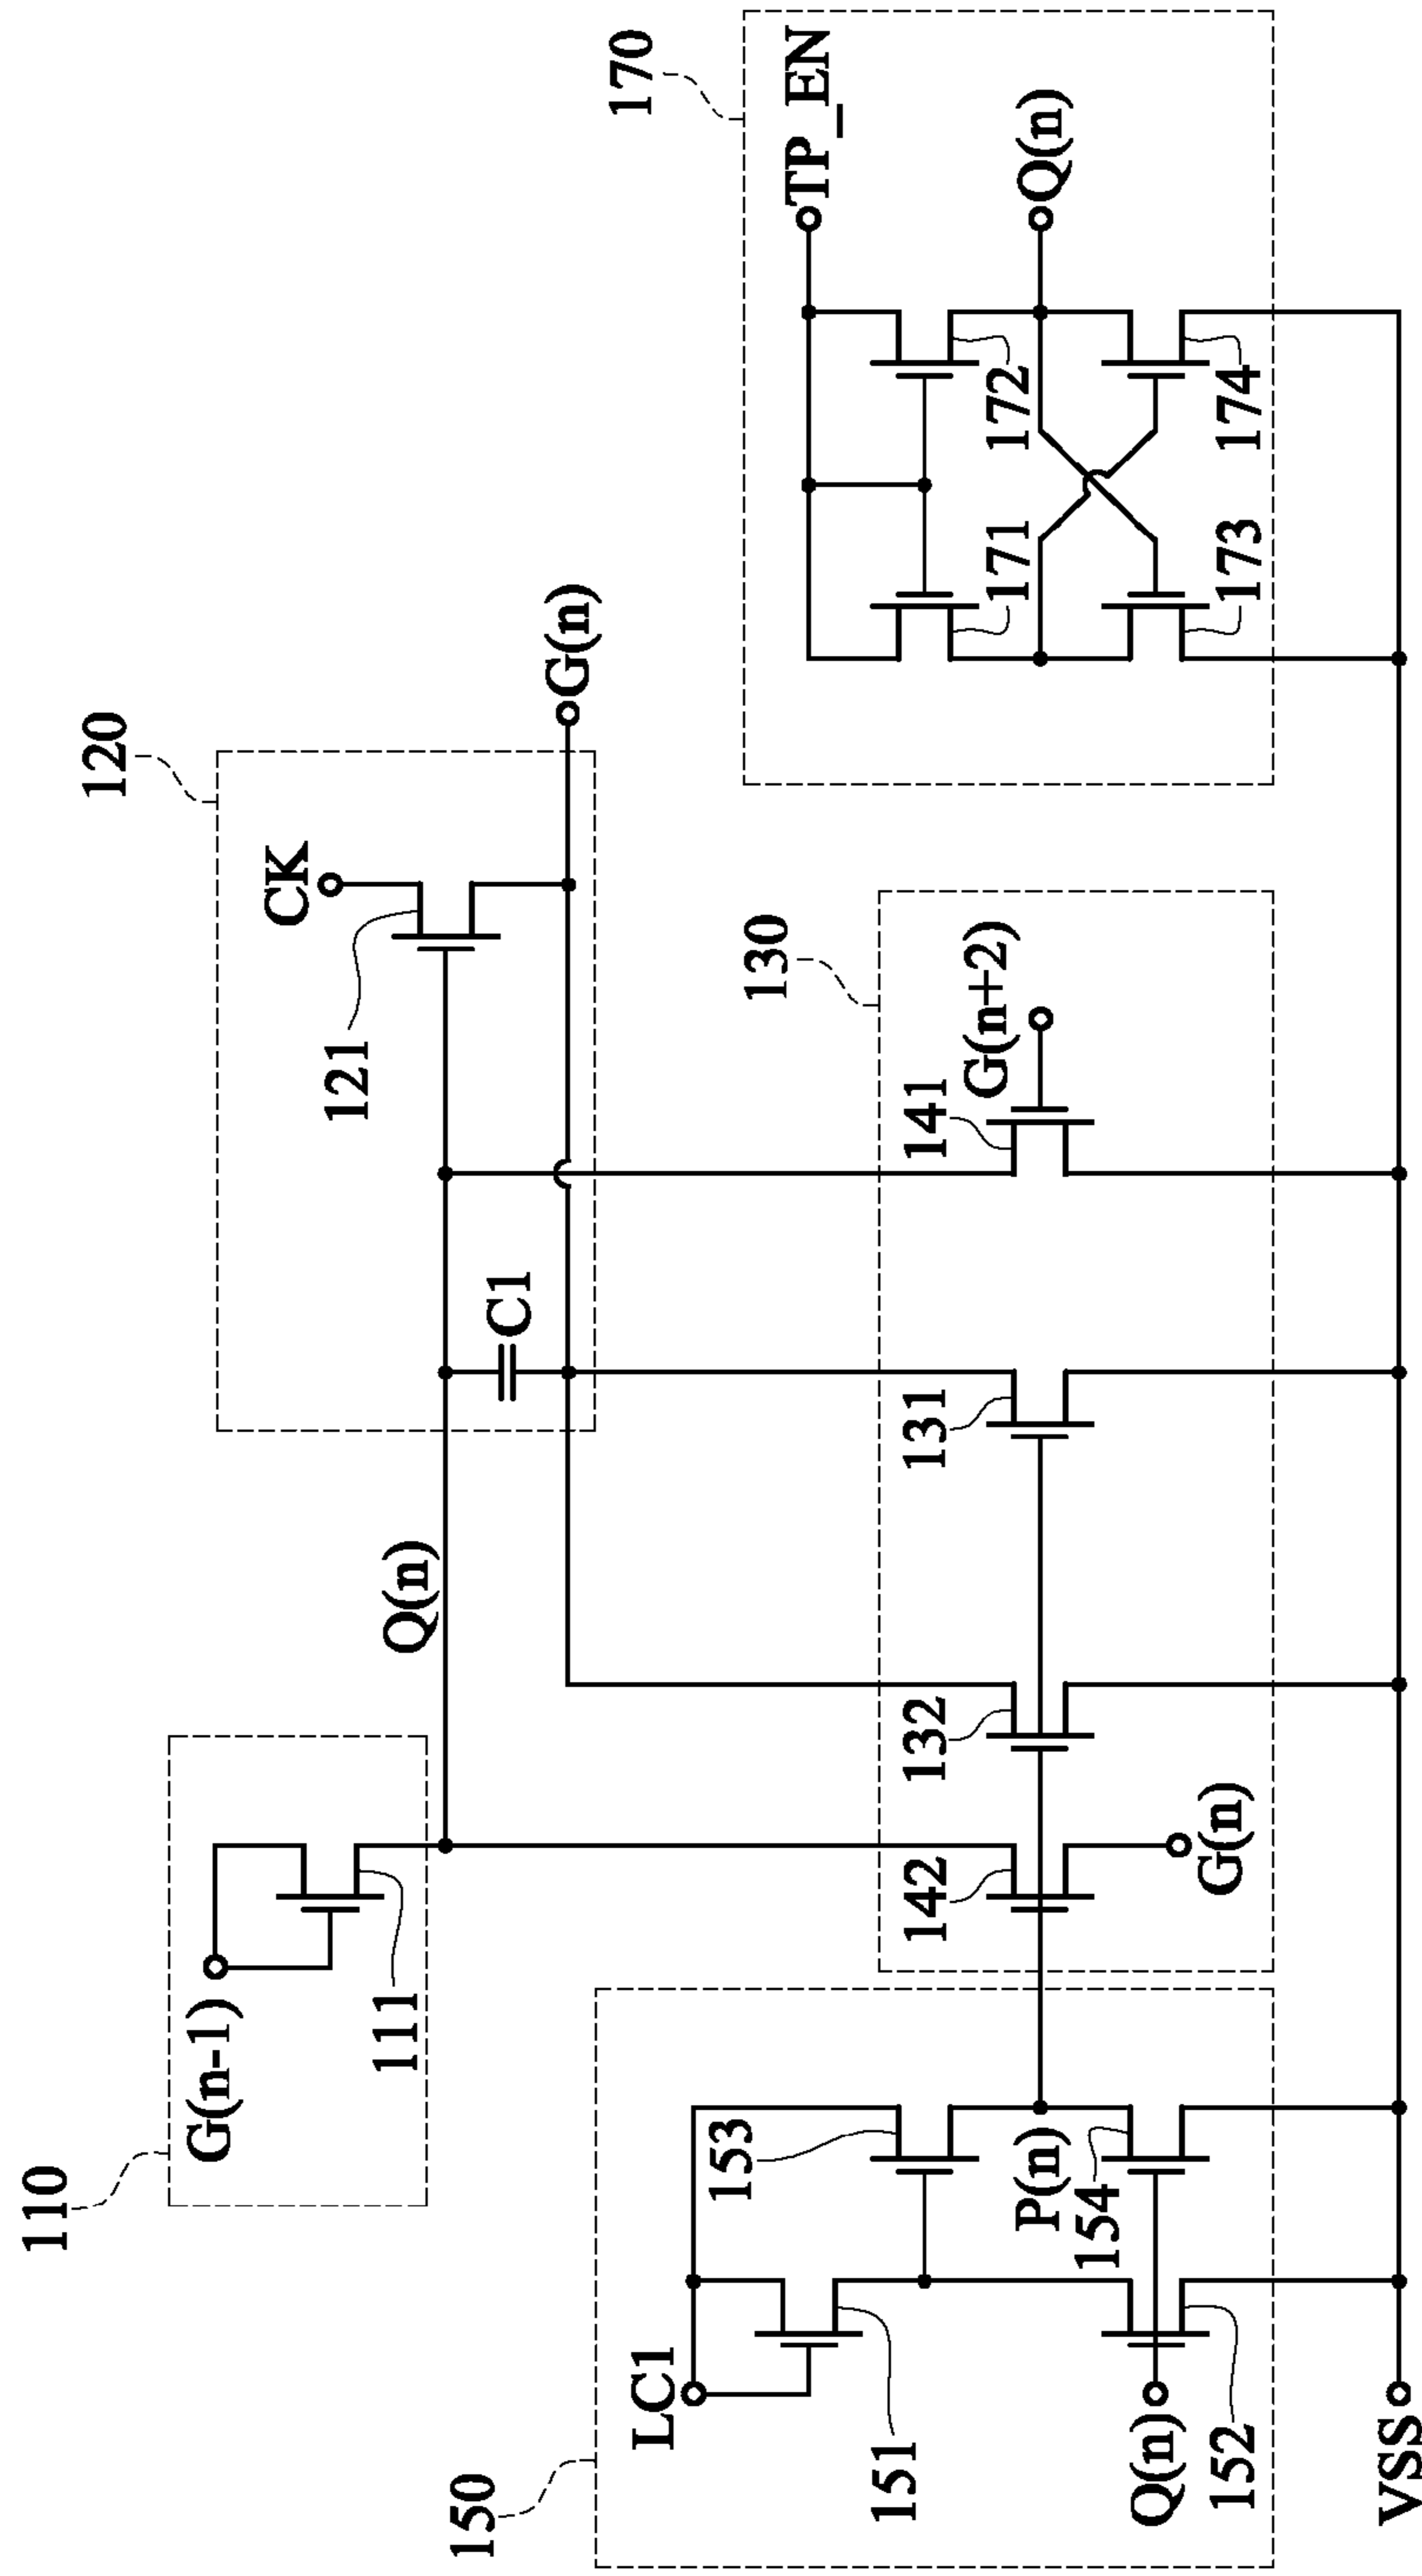 110
G(n-1)
111
Q(n)
120
CK
121
C1
G(n)
150
LC1
151
153
P(n)
154
Q(n)
152
130
142
132
131
141
G(n+2)
G(n)
170
TP_EN
171
172
Q(n)
173
174
VSS